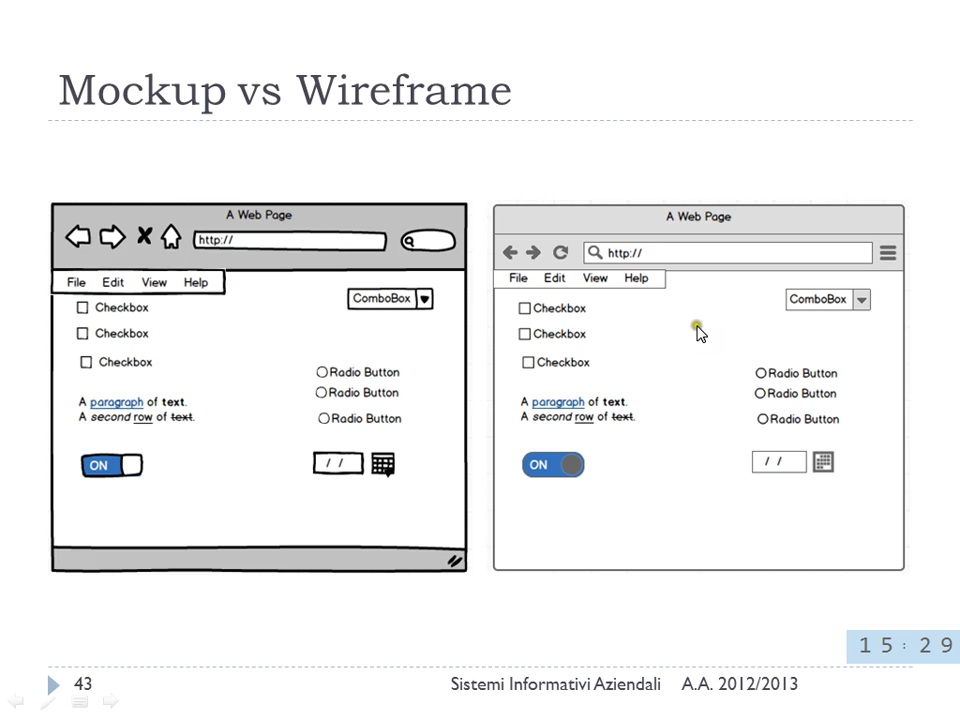 Mockup vs Wireframe
A Web Page
http://
File Edit View Help
ComboBox
Checkbox
Checkbox
Checkbox
Radio Button
Radio Button
Radio Button
A paragraph of text.
A second row of text.
ON
/ /
A Web Page
http://
File Edit View Help
ComboBox
Checkbox
Checkbox
Checkbox
Radio Button
Radio Button
Radio Button
A paragraph of text.
A second row of text.
ON
/ /
15:29
43
Sistemi Informativi Aziendali A.A. 2012/2013